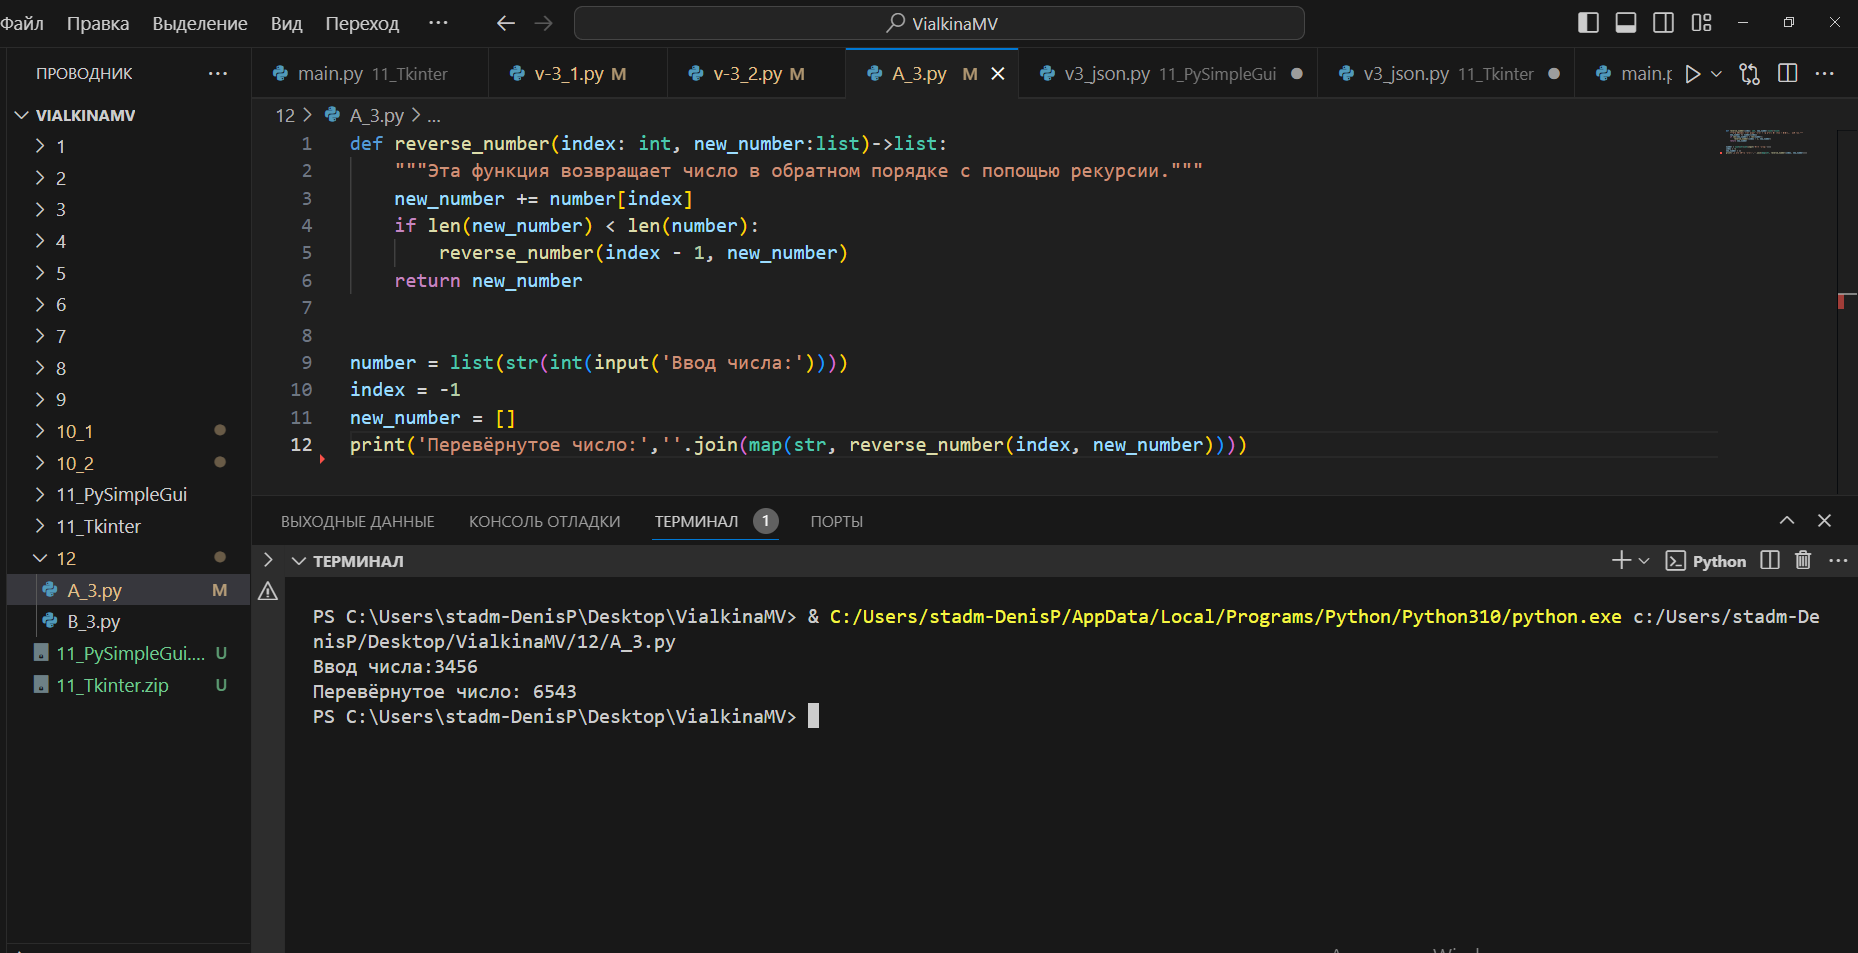 Файл Правка Выделение Вид Переход ··· VialkinaMV
ПРОВОДНИК ···
main.py 11_Tkinter v-3_1.py M v-3_2.py M A_3.py M v3_json.py 11_PySimpleGui v3_json.py 11_Tkinter
VIALKINAMV
1
2
3
4
5
6
7
8
9
10_1
10_2
11_PySimpleGui
11_Tkinter
12
A_3.py M
B_3.py
11_PySimpleGui.... U
11_Tkinter.zip U
12 > A_3.py > ...
1 def reverse_number(index: int, new_number:list)->list:
2 """Эта функция возвращает число в обратном порядке с попощью рекурсии."""
3 new_number += number[index]
4 if len(new_number) < len(number):
5 reverse_number(index - 1, new_number)
6 return new_number
7
8
9 number = list(str(int(input('Ввод числа:'))))
10 index = -1
11 new_number = []
12 print('Перевёрнутое число:',''.join(map(str, reverse_number(index, new_number))))
ВЫХОДНЫЕ ДАННЫЕ КОНСОЛЬ ОТЛАДКИ ТЕРМИНАЛ 1 ПОРТЫ
ТЕРМИНАЛ Python
PS C:\Users\stadm-DenisP\Desktop\VialkinaMV> & C:/Users/stadm-DenisP/AppData/Local/Programs/Python/Python310/python.exe c:/Users/stadm-De
nisP/Desktop/VialkinaMV/12/A_3.py
Ввод числа:3456
Перевёрнутое число: 6543
PS C:\Users\stadm-DenisP\Desktop\VialkinaMV>